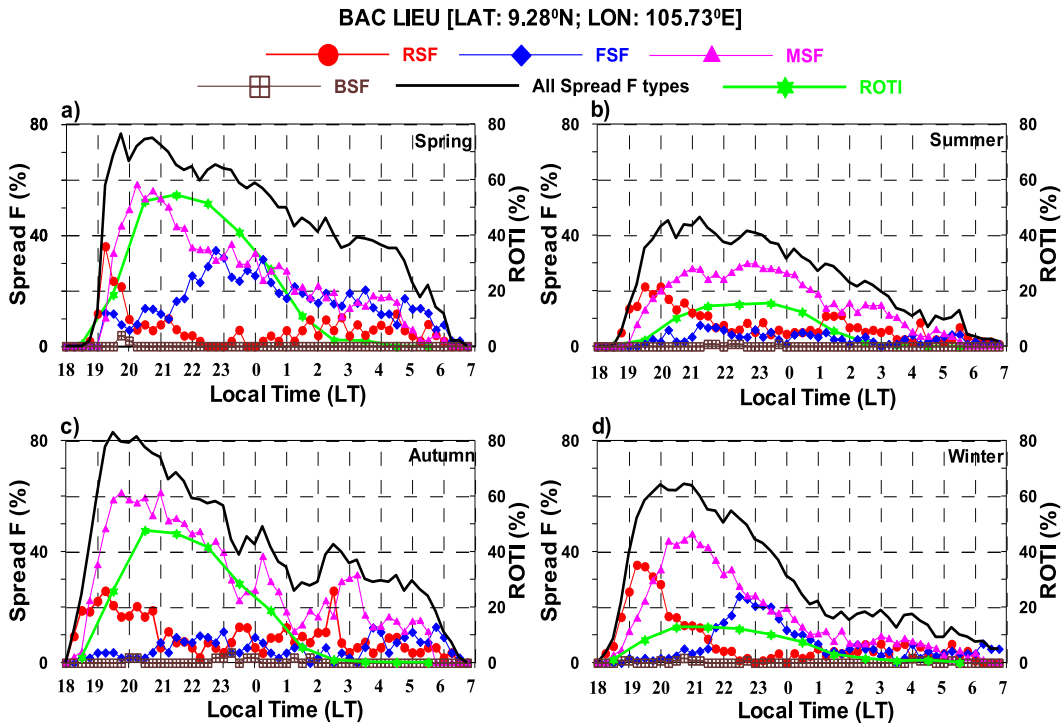 BAC LIEU [LAT: 9.28⁰N; LON: 105.73⁰E]
RSF FSF MSF
BSF All Spread F types ROTI
a) b)
80 80 80 80
Spring Summer
60 60
40 40 40 40
20 20
0 0 0 0
Spread F (%) ROTI (%) Spread F (%) ROTI (%)
18 19 20 21 22 23 0 1 2 3 4 5 6 7 18 19 20 21 22 23 0 1 2 3 4 5 6 7
Local Time (LT) Local Time (LT)
c) d)
80 80 80 80
Autumn Winter
60 60
40 40 40 40
20 20
0 0 0 0
Spread F (%) ROTI (%) Spread F (%) ROTI (%)
18 19 20 21 22 23 0 1 2 3 4 5 6 7 18 19 20 21 22 23 0 1 2 3 4 5 6 7
Local Time (LT) Local Time (LT)